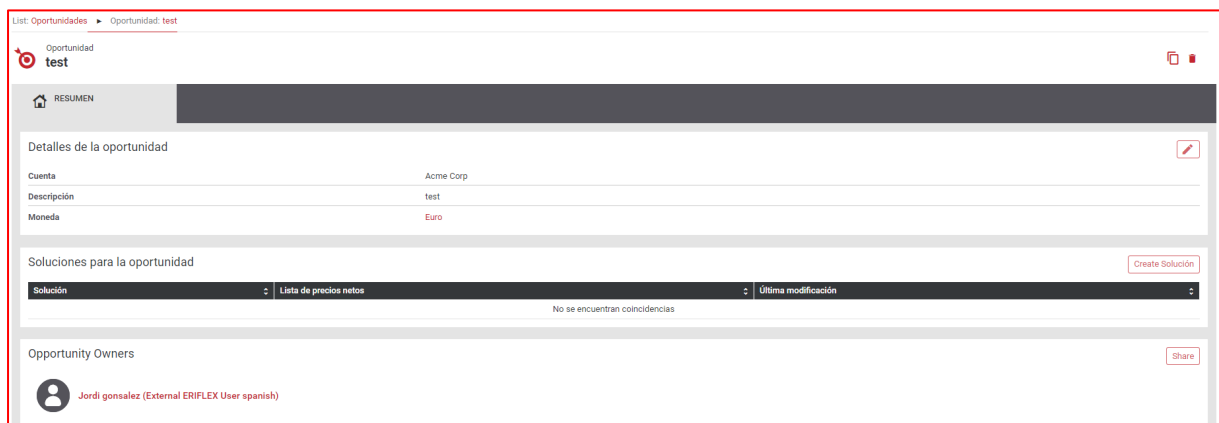 List: Oportunidades ► Oportunidad: test
Oportunidad
test
RESUMEN
Detalles de la oportunidad
Cuenta Acme Corp
Descripción test
Moneda Euro
Soluciones para la oportunidad Create Solución
Solución Lista de precios netos Última modificación
No se encuentran coincidencias
Opportunity Owners Share
Jordi gonsalez (External ERIFLEX User spanish)